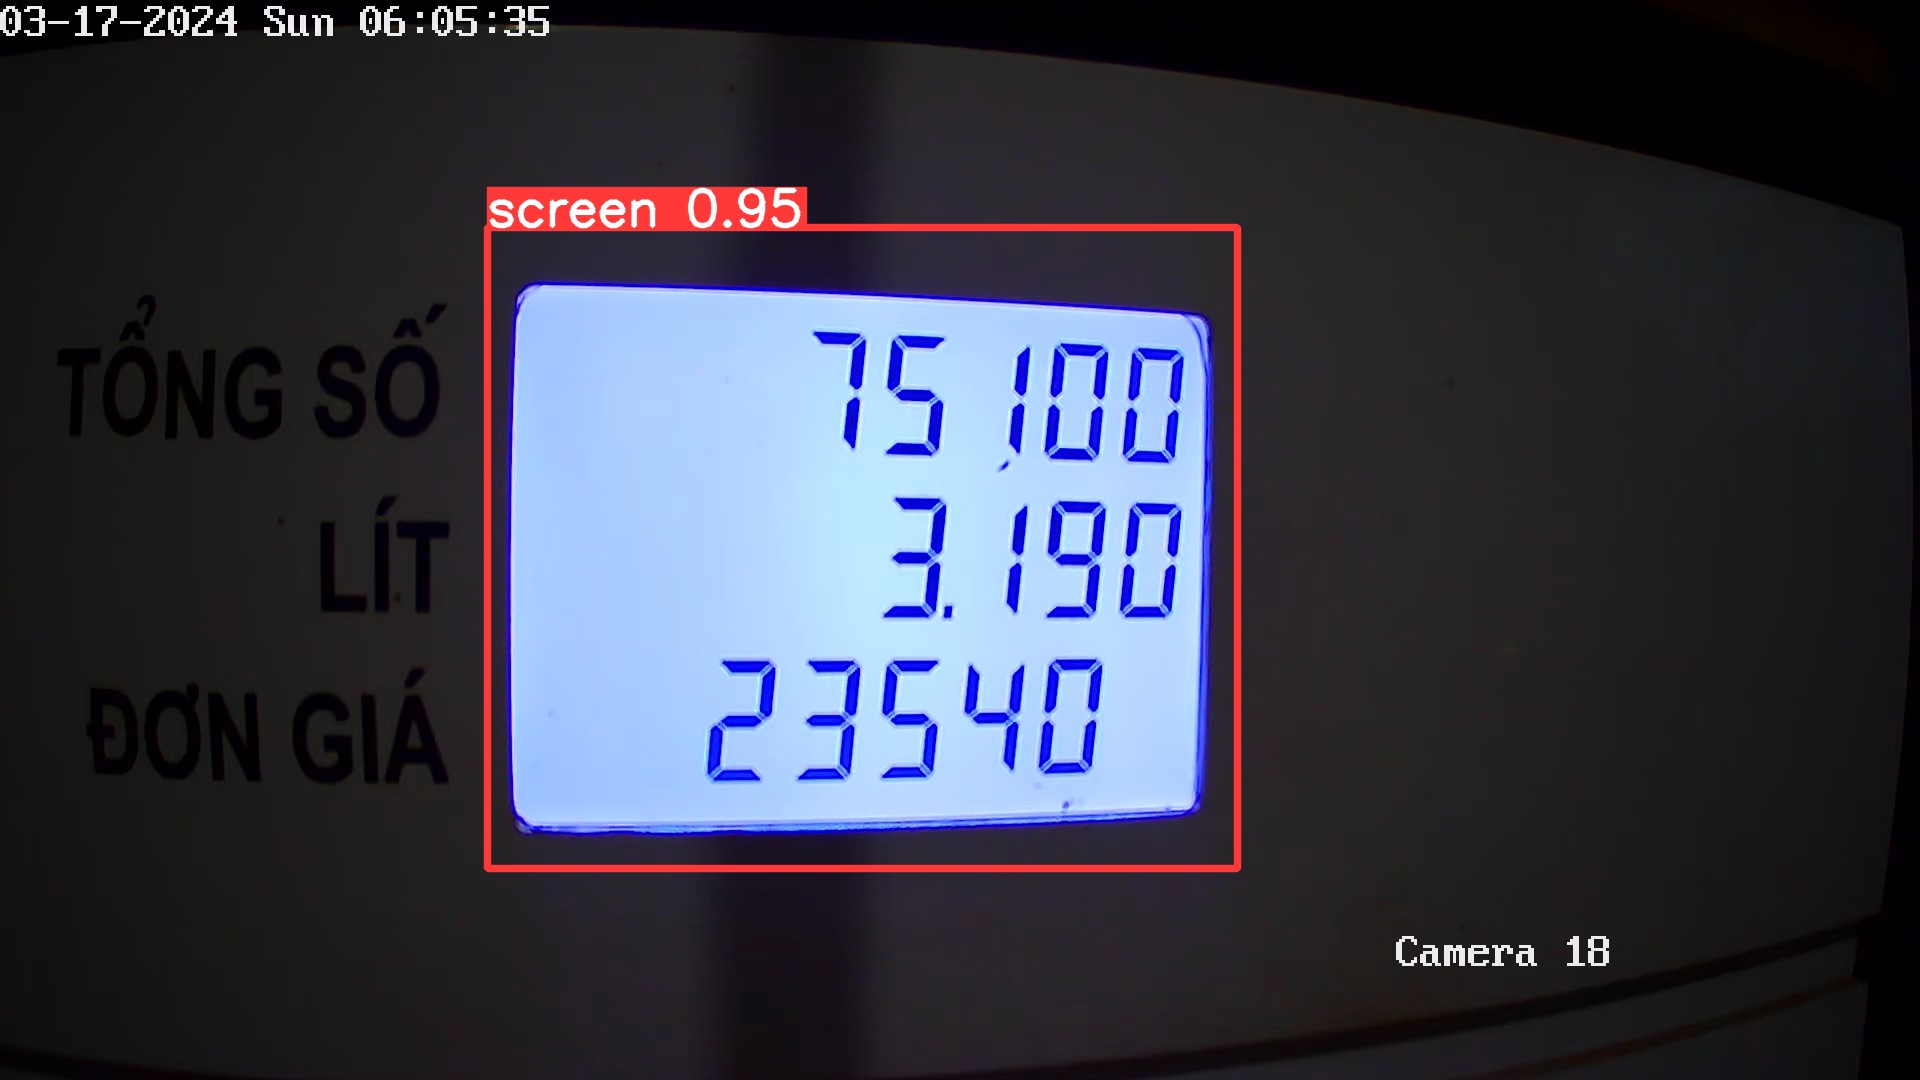 03-17-2024 Sun 06:05:35
screen 0.95
TỔNG SỐ 75,100
LÍT 3.190
ĐƠN GIÁ 23540
Camera 18